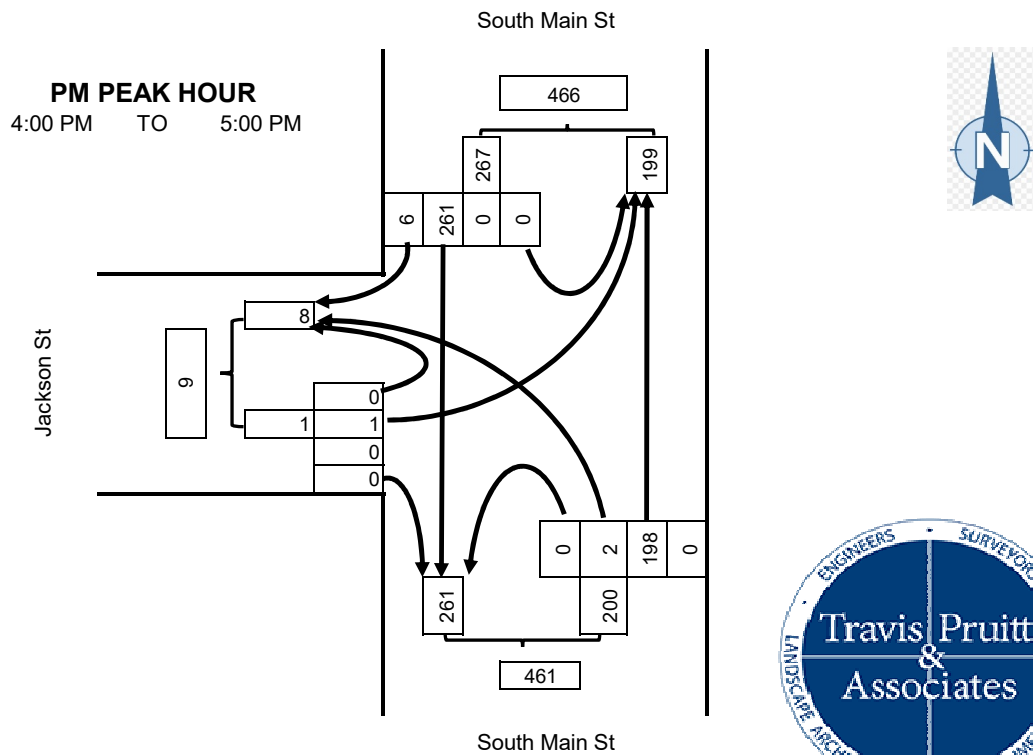 South Main St
PM PEAK HOUR
4:00 PM TO 5:00 PM
466
N
267
199
6 261 0 0
8
Jackson St
9
0
1 1
0
0
0 2 198 0
261
200
461
South Main St
ENGINEERS · SURVEYORS
LANDSCAPE
Travis Pruitt
&
Associates